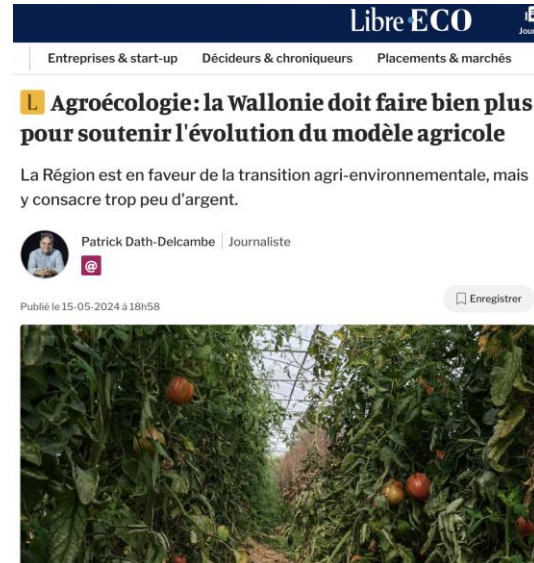 Libre ECO
Jour
Entreprises & start-up Décideurs & chroniqueurs Placements & marchés
L Agroécologie: la Wallonie doit faire bien plus
pour soutenir l'évolution du modèle agricole
La Région est en faveur de la transition agri-environnementale, mais
y consacre trop peu d'argent.
Patrick Dath-Delcambe | Journaliste
@
Publié le 15-05-2024 à 18h58
Enregistrer